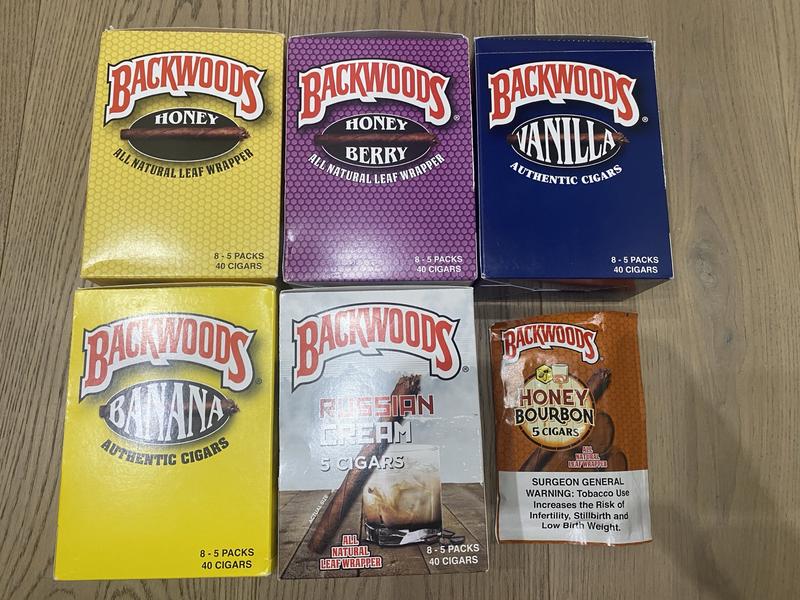 BACKWOODS®
HONEY
ALL NATURAL LEAF WRAPPER
8 - 5 PACKS
40 CIGARS
BACKWOODS®
HONEY
BERRY
ALL NATURAL LEAF WRAPPER
8 - 5 PACKS
40 CIGARS
BACKWOODS®
VANILLA
AUTHENTIC CIGARS
8 - 5 PACKS
40 CIGARS
BACKWOODS®
BANANA
AUTHENTIC CIGARS
8 - 5 PACKS
40 CIGARS
BACKWOODS®
RUSSIAN
CREAM
5 CIGARS
ACTUAL SIZE
ALL
NATURAL
LEAF WRAPPER
8 - 5 PACKS
40 CIGARS
BACKWOODS
HONEY
BOURBON
5 CIGARS
ALL
NATURAL
LEAF WRAPPER
SURGEON GENERAL
WARNING: Tobacco Use
Increases the Risk of
Infertility, Stillbirth and
Low Birth Weight.